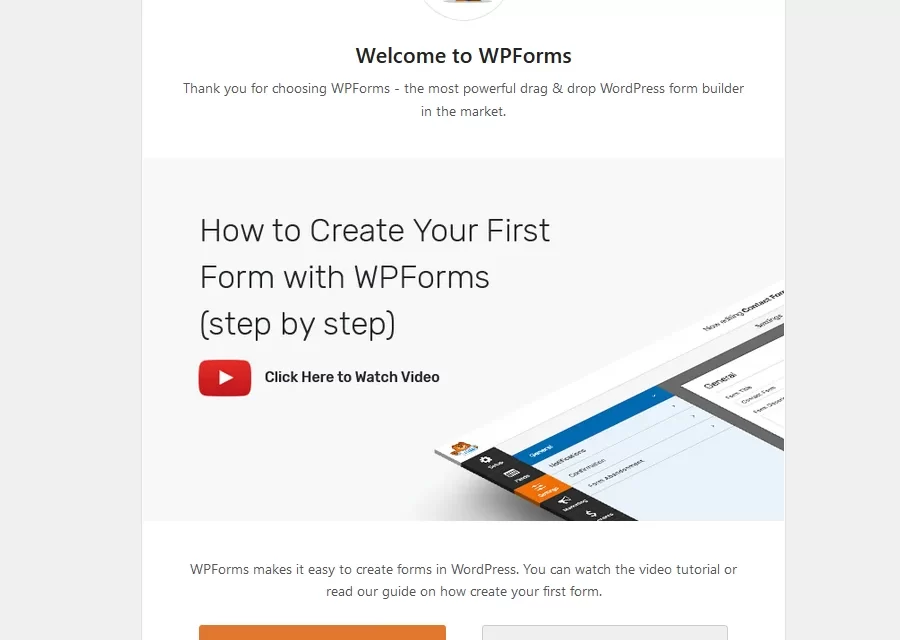 Welcome to WPForms
Thank you for choosing WPForms - the most powerful drag & drop WordPress form builder
in the market.
How to Create Your First
Form with WPForms
(step by step)
Click Here to Watch Video
Now editing Contact For
Settings
General
Form Title
Contact Form
General
Notifications
Confirmation
Form Abandonment
Setup
Fields
Settings
Marketing
WPForms makes it easy to create forms in WordPress. You can watch the video tutorial or
read our guide on how create your first form.